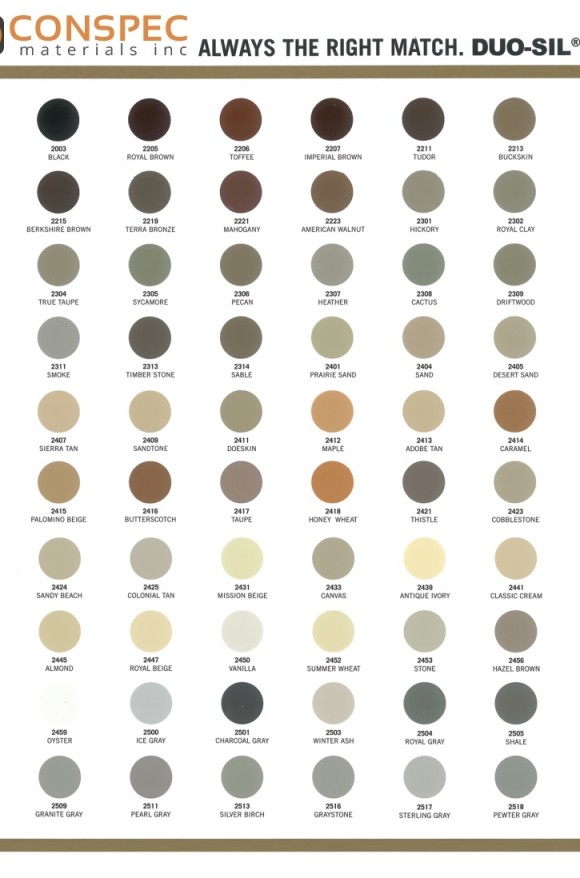 CONSPEC
materials inc
ALWAYS THE RIGHT MATCH. DUO-SIL®
2003 2205 2206 2207 2211 2213
BLACK ROYAL BROWN TOFFEE IMPERIAL BROWN TUDOR BUCKSKIN
2215 2219 2221 2223 2301 2302
BERKSHIRE BROWN TERRA BRONZE MAHOGANY AMERICAN WALNUT HICKORY ROYAL CLAY
2304 2305 2306 2307 2308 2309
TRUE TAUPE SYCAMORE PECAN HEATHER CACTUS DRIFTWOOD
2311 2313 2314 2401 2404 2405
SMOKE TIMBER STONE SABLE PRAIRIE SAND SAND DESERT SAND
2407 2409 2411 2412 2413 2414
SIERRA TAN SANDTONE DOESKIN MAPLE ADOBE TAN CARAMEL
2415 2416 2417 2418 2421 2423
PALOMINO BEIGE BUTTERSCOTCH TAUPE HONEY WHEAT THISTLE COBBLESTONE
2424 2425 2431 2433 2439 2441
SANDY BEACH COLONIAL TAN MISSION BEIGE CANVAS ANTIQUE IVORY CLASSIC CREAM
2445 2447 2450 2452 2453 2456
ALMOND ROYAL BEIGE VANILLA SUMMER WHEAT STONE HAZEL BROWN
2459 2500 2501 2503 2504 2505
OYSTER ICE GRAY CHARCOAL GRAY WINTER ASH ROYAL GRAY SHALE
2509 2511 2513 2516 2517 2518
GRANITE GRAY PEARL GRAY SILVER BIRCH GRAYSTONE STERLING GRAY PEWTER GRAY